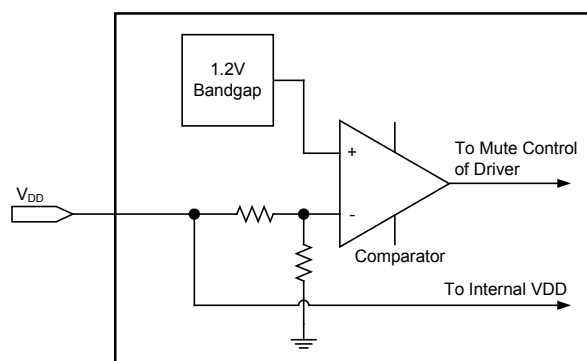 1.2V
Bandgap
To Mute Control
of Driver
+
V_DD
-
Comparator
To Internal VDD